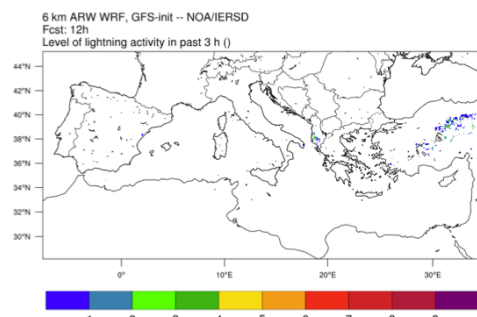 6 km ARW WRF, GFS-init -- NOA/IERSD
Fcst: 12h
Level of lightning activity in past 3 h ()
44°N
42°N
40°N
38°N
36°N
34°N
32°N
30°N
0° 10°E 20°E 30°E